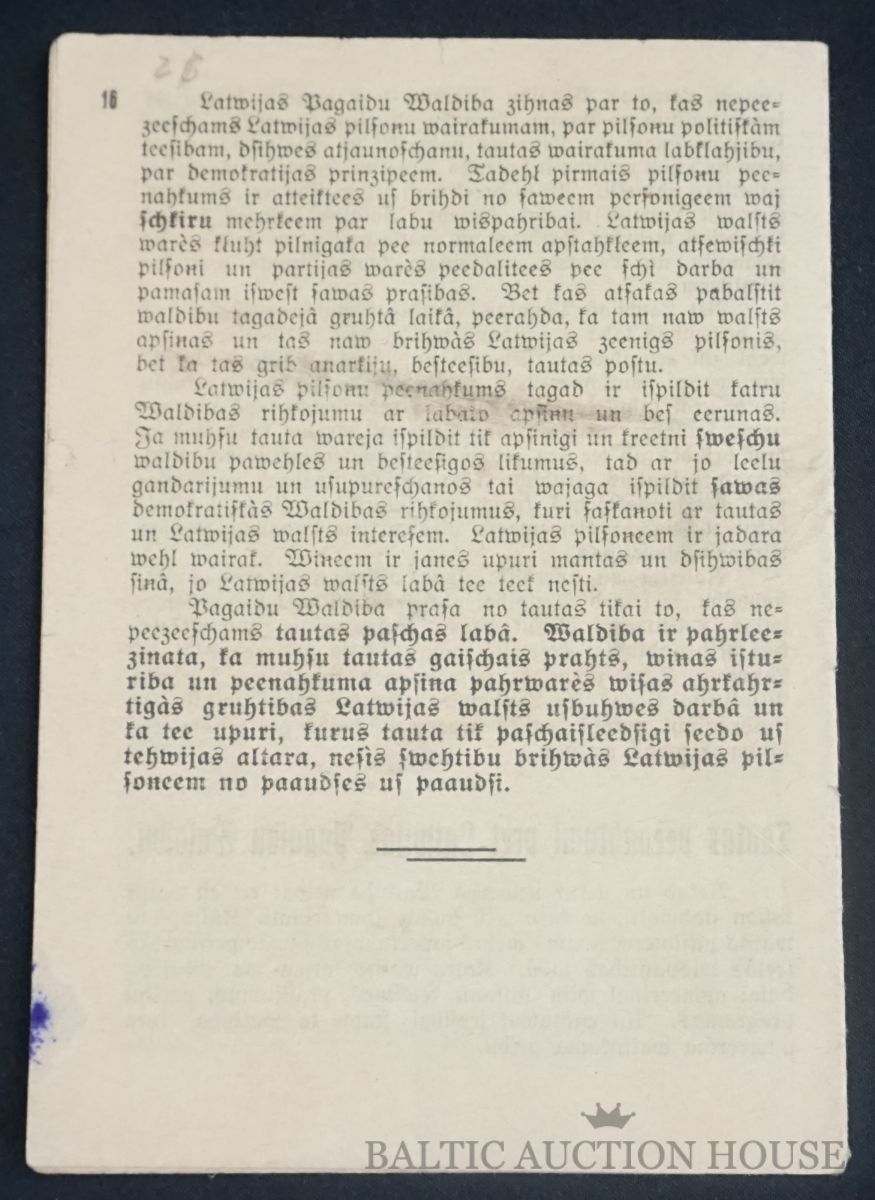 25
16
Latwijas Pagaidu Waldiba zihnas par to, kas nepee=
zeeſchams Latwijas pilſonu wairakumam, par pilſonu politiſkàm
teeſibam, dſihwes atjaunoſchanu, tautas wairakuma labklahjibu,
par demokratijas prinzipeem. Tadehl pirmais pilſonu pee=
nahkums ir atteiktees uſ brihdi no ſaweem perſonigeem waj
ſchkiru mehrkeem par labu wiſpahribai. Latwijas walſts
warès kluht pilnigaka pee normaleem apſtahkleem, atſewiſchki
pilſoni un partijas warès peedalitees pee ſchì darba un
pamaſam iſweſt ſawas praſibas. Bet kas atſakas pabalſtit
waldibu tagadejâ gruhtâ laikâ, peerahda, ka tam naw walſts
apſinas un tas naw brihwàs Latwijas zeenigs pilſonis,
bet ka tas grib anarkiju, beſteeſibu, tautas poſtu.
Latwijas pilſonu peenahkums tagad ir iſpildit katru
Waldibas rihkojumu ar labako apſinu un beſ eerunas.
Ja muhſu tauta wareja iſpildit tik apſinigi un kreetni ſweſchu
waldibu pawehles un beſteeſigos likumus, tad ar jo leelu
gandarijumu un uſupureſchanos tai wajaga iſpildit ſawas
demokratiſkàs Waldibas rihkojumus, kuri ſaſkanoti ar tautas
un Latwijas walſts intereſem. Latwijas pilſoneem ir jadara
wehl wairak. Wineem ir janes upuri mantas un dſihwibas
ſinâ, jo Latwijas walſts labâ tee teek neſti.
Pagaidu Waldiba praſa no tautas tikai to, kas ne=
peezeeſchams tautas paſchas labâ. Waldiba ir pahrlee=
zinata, ka muhſu tautas gaiſchais prahts, winas iſtu=
riba un peenahkuma apſina pahrwarès wiſas ahrkahr=
tigàs gruhtibas Latwijas walſts uſbuhwes darbâ un
ka tee upuri, kurus tauta tik paſchaiſleedſigi ſeedo uſ
tehwijas altara, neſìs ſwehtibu brihwàs Latwijas pil=
ſoneem no paaudſes uſ paaudſi.
BALTIC AUCTION HOUSE